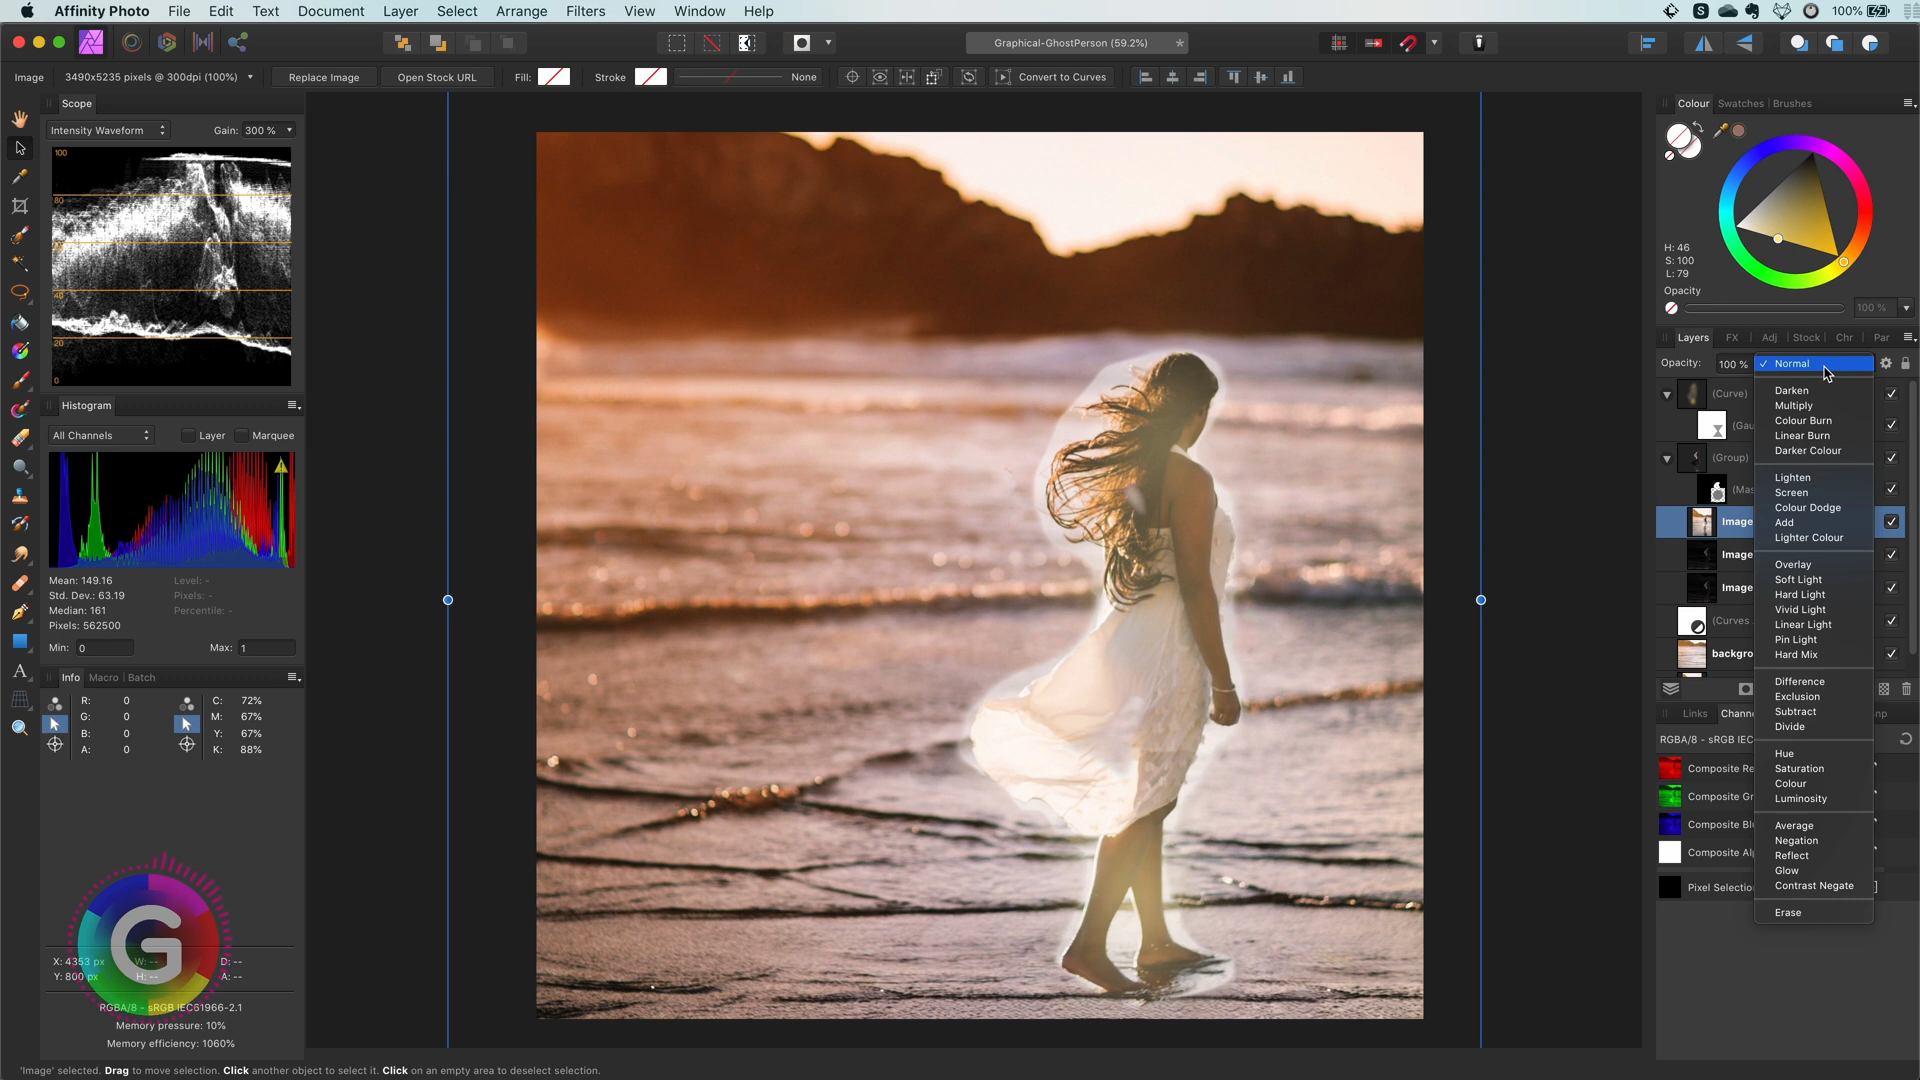 Affinity Photo File Edit Text Document Layer Select Arrange Filters View Window Help 100%
Graphical-GhostPerson (59.2%)
Image 3490x5235 pixels @ 300dpi (100%) Replace Image Open Stock URL Fill: Stroke None Convert to Curves
Scope
Intensity Waveform Gain: 300 %
100
80
40
20
0
Histogram
All Channels Layer Marquee
Mean: 149.16 Level: -
Std. Dev.: 63.19 Pixels: -
Median: 161 Percentile: -
Pixels: 562500
Min: 0 Max: 1
Info Macro Batch
R: 0 C: 72%
G: 0 M: 67%
B: 0 Y: 67%
A: 0 K: 88%
G
X: 4353 px W: -- D: --
Y: 800 px H: -- A: --
RGBA/8 - sRGB IEC61966-2.1
Memory pressure: 10%
Memory efficiency: 1060%
'Image' selected. Drag to move selection. Click another object to select it. Click on an empty area to deselect selection.
Colour Swatches Brushes
H: 46
S: 100
L: 79
Opacity
100 %
Layers FX Adj Stock Chr Par
Opacity: 100 % Normal
(Curve)
(Gau
(Group)
(Mas
Image
Image
Image
(Curves
backgro
Darken
Multiply
Colour Burn
Linear Burn
Darker Colour
Lighten
Screen
Colour Dodge
Add
Lighter Colour
Overlay
Soft Light
Hard Light
Vivid Light
Linear Light
Pin Light
Hard Mix
Difference
Exclusion
Subtract
Divide
Hue
Saturation
Colour
Luminosity
Average
Negation
Reflect
Glow
Contrast Negate
Erase
Links Channe
RGBA/8 - sRGB IEC
Composite Re
Composite Gr
Composite Bl
Composite Al
Pixel Selectio